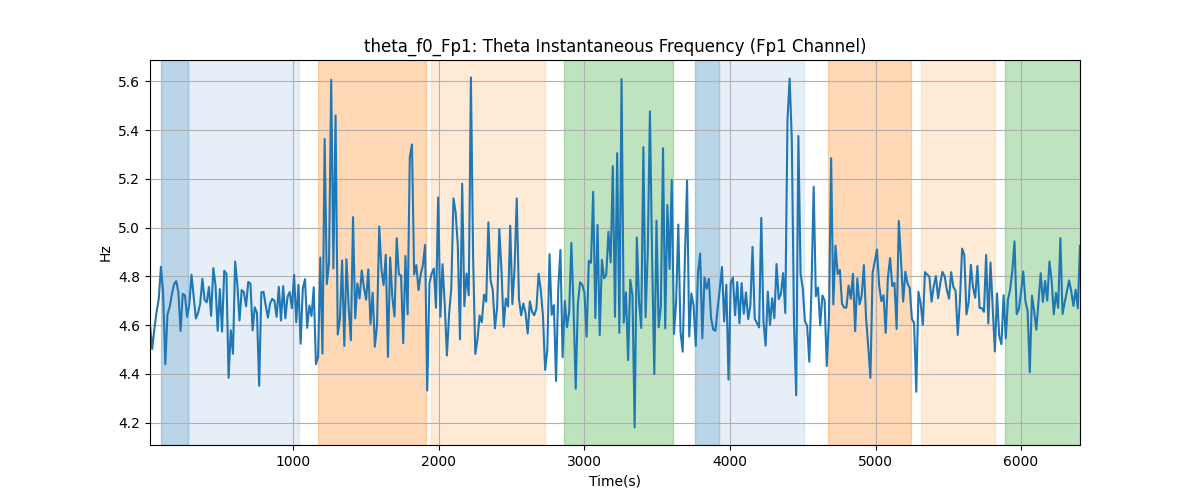 theta_f0_Fp1: Theta Instantaneous Frequency (Fp1 Channel)
5.6
5.4
5.2
5.0
4.8
4.6
4.4
4.2
Hz
1000 2000 3000 4000 5000 6000
Time(s)